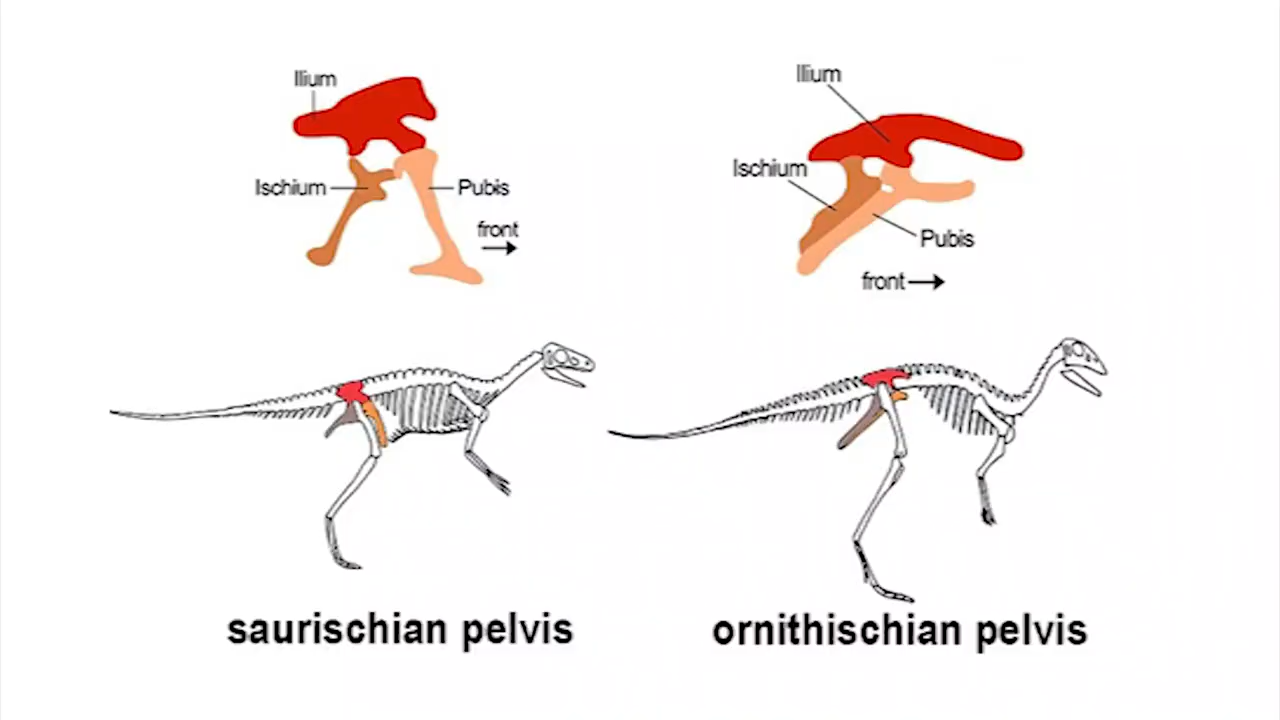 Ilium
Ischium
Pubis
front
Ilium
Ischium
Pubis
front
saurischian pelvis
ornithischian pelvis